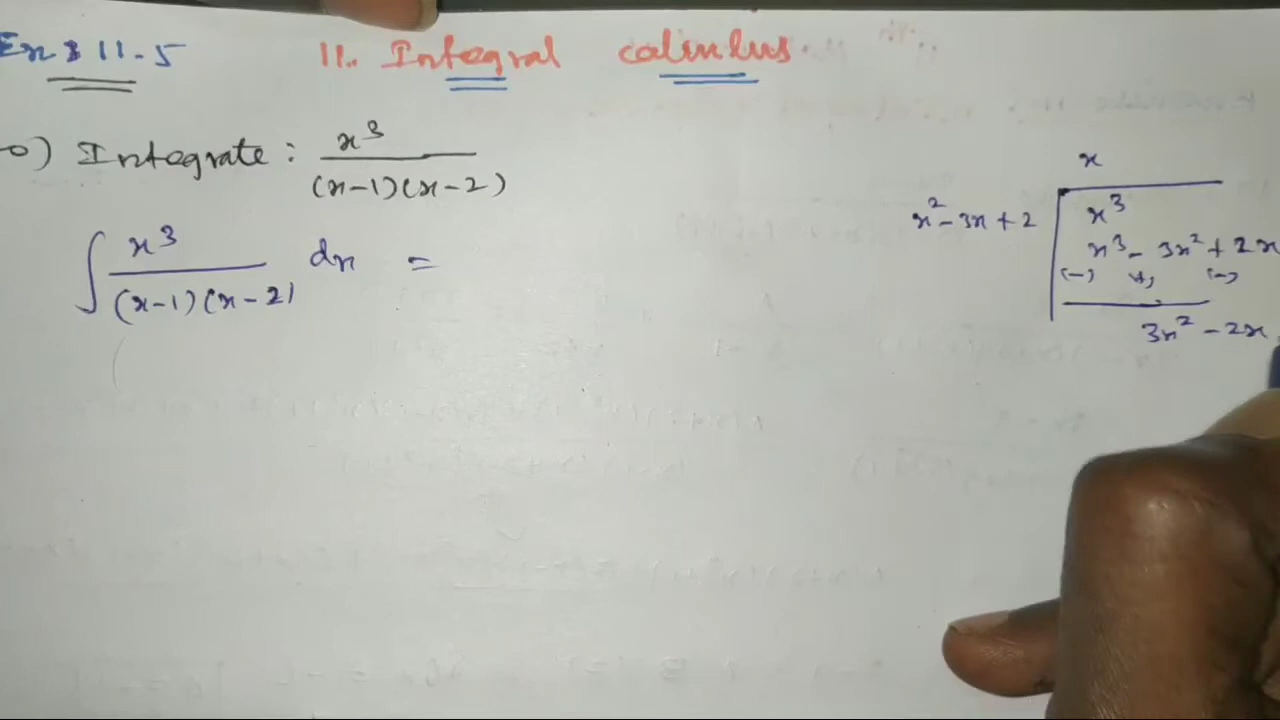 Ex : 11.5 11. Integral calculus.
0) Integrate : x³ / (x-1)(x-2)
∫ x³ / (x-1)(x-2) dx =
x
x² - 3x + 2 x³
x³ - 3x² + 2x
(-) (+) (-)
3x² - 2x